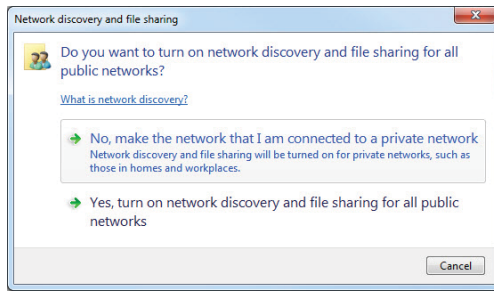 Network discovery and file sharing
Do you want to turn on network discovery and file sharing for all
public networks?
What is network discovery?
No, make the network that I am connected to a private network
Network discovery and file sharing will be turned on for private networks, such as
those in homes and workplaces.
Yes, turn on network discovery and file sharing for all public
networks
Cancel